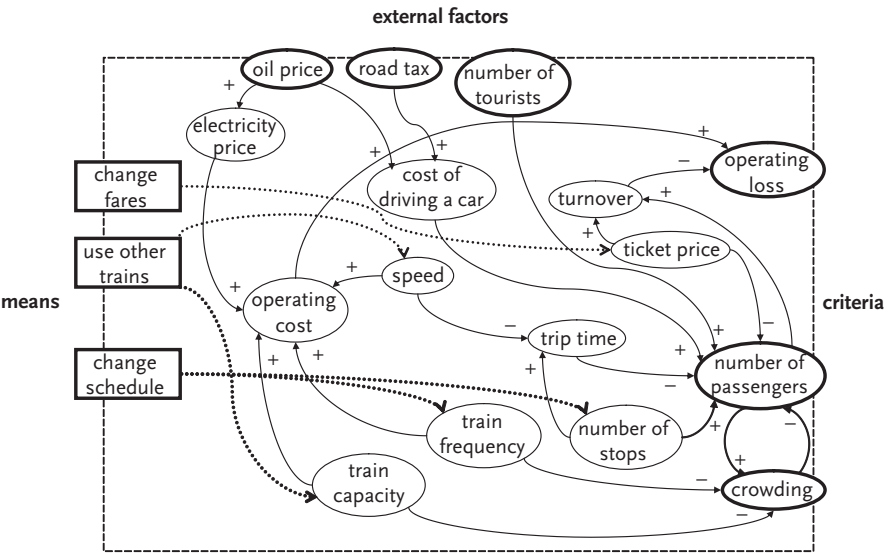 external factors
oil price
road tax
number of
tourists
+
electricity
price
+
+
+
cost of
driving a car
−
operating
loss
change
fares
turnover
+
+
ticket price
use other
trains
speed
+
means
criteria
+
operating
cost
−
trip time
+
−
+
number of
passengers
−
change
schedule
+
+
+
train
frequency
number of
stops
+
−
+
train
capacity
−
crowding
−